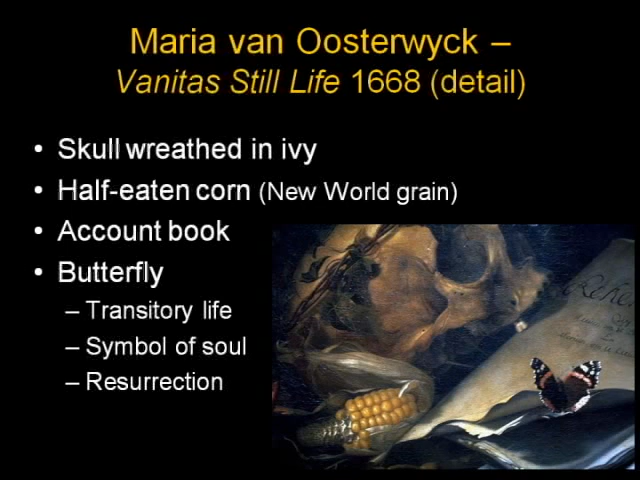 Maria van Oosterwyck –
Vanitas Still Life 1668 (detail)
• Skull wreathed in ivy
• Half-eaten corn (New World grain)
• Account book
• Butterfly
– Transitory life
– Symbol of soul
– Resurrection